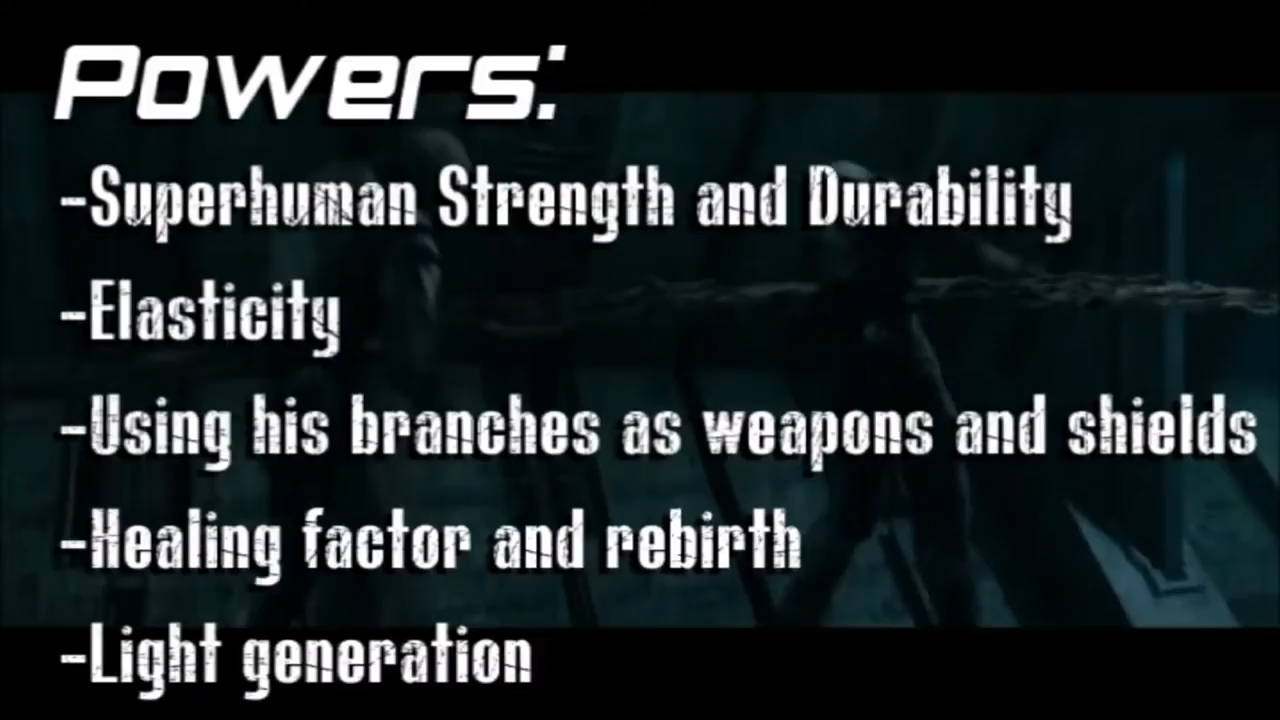 Powers:
-Superhuman Strength and Durability
-Elasticity
-Using his branches as weapons and shields
-Healing factor and rebirth
-Light generation